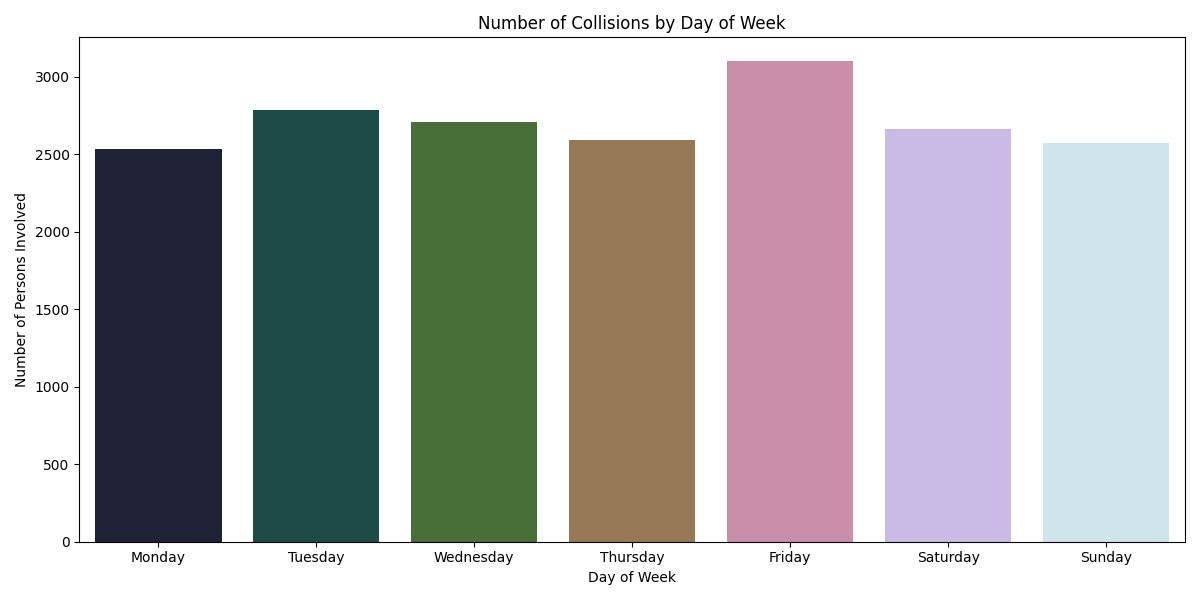 Number of Collisions by Day of Week
Number of Persons Involved
3000
2500
2000
1500
1000
500
0
Monday Tuesday Wednesday Thursday Friday Saturday Sunday
Day of Week